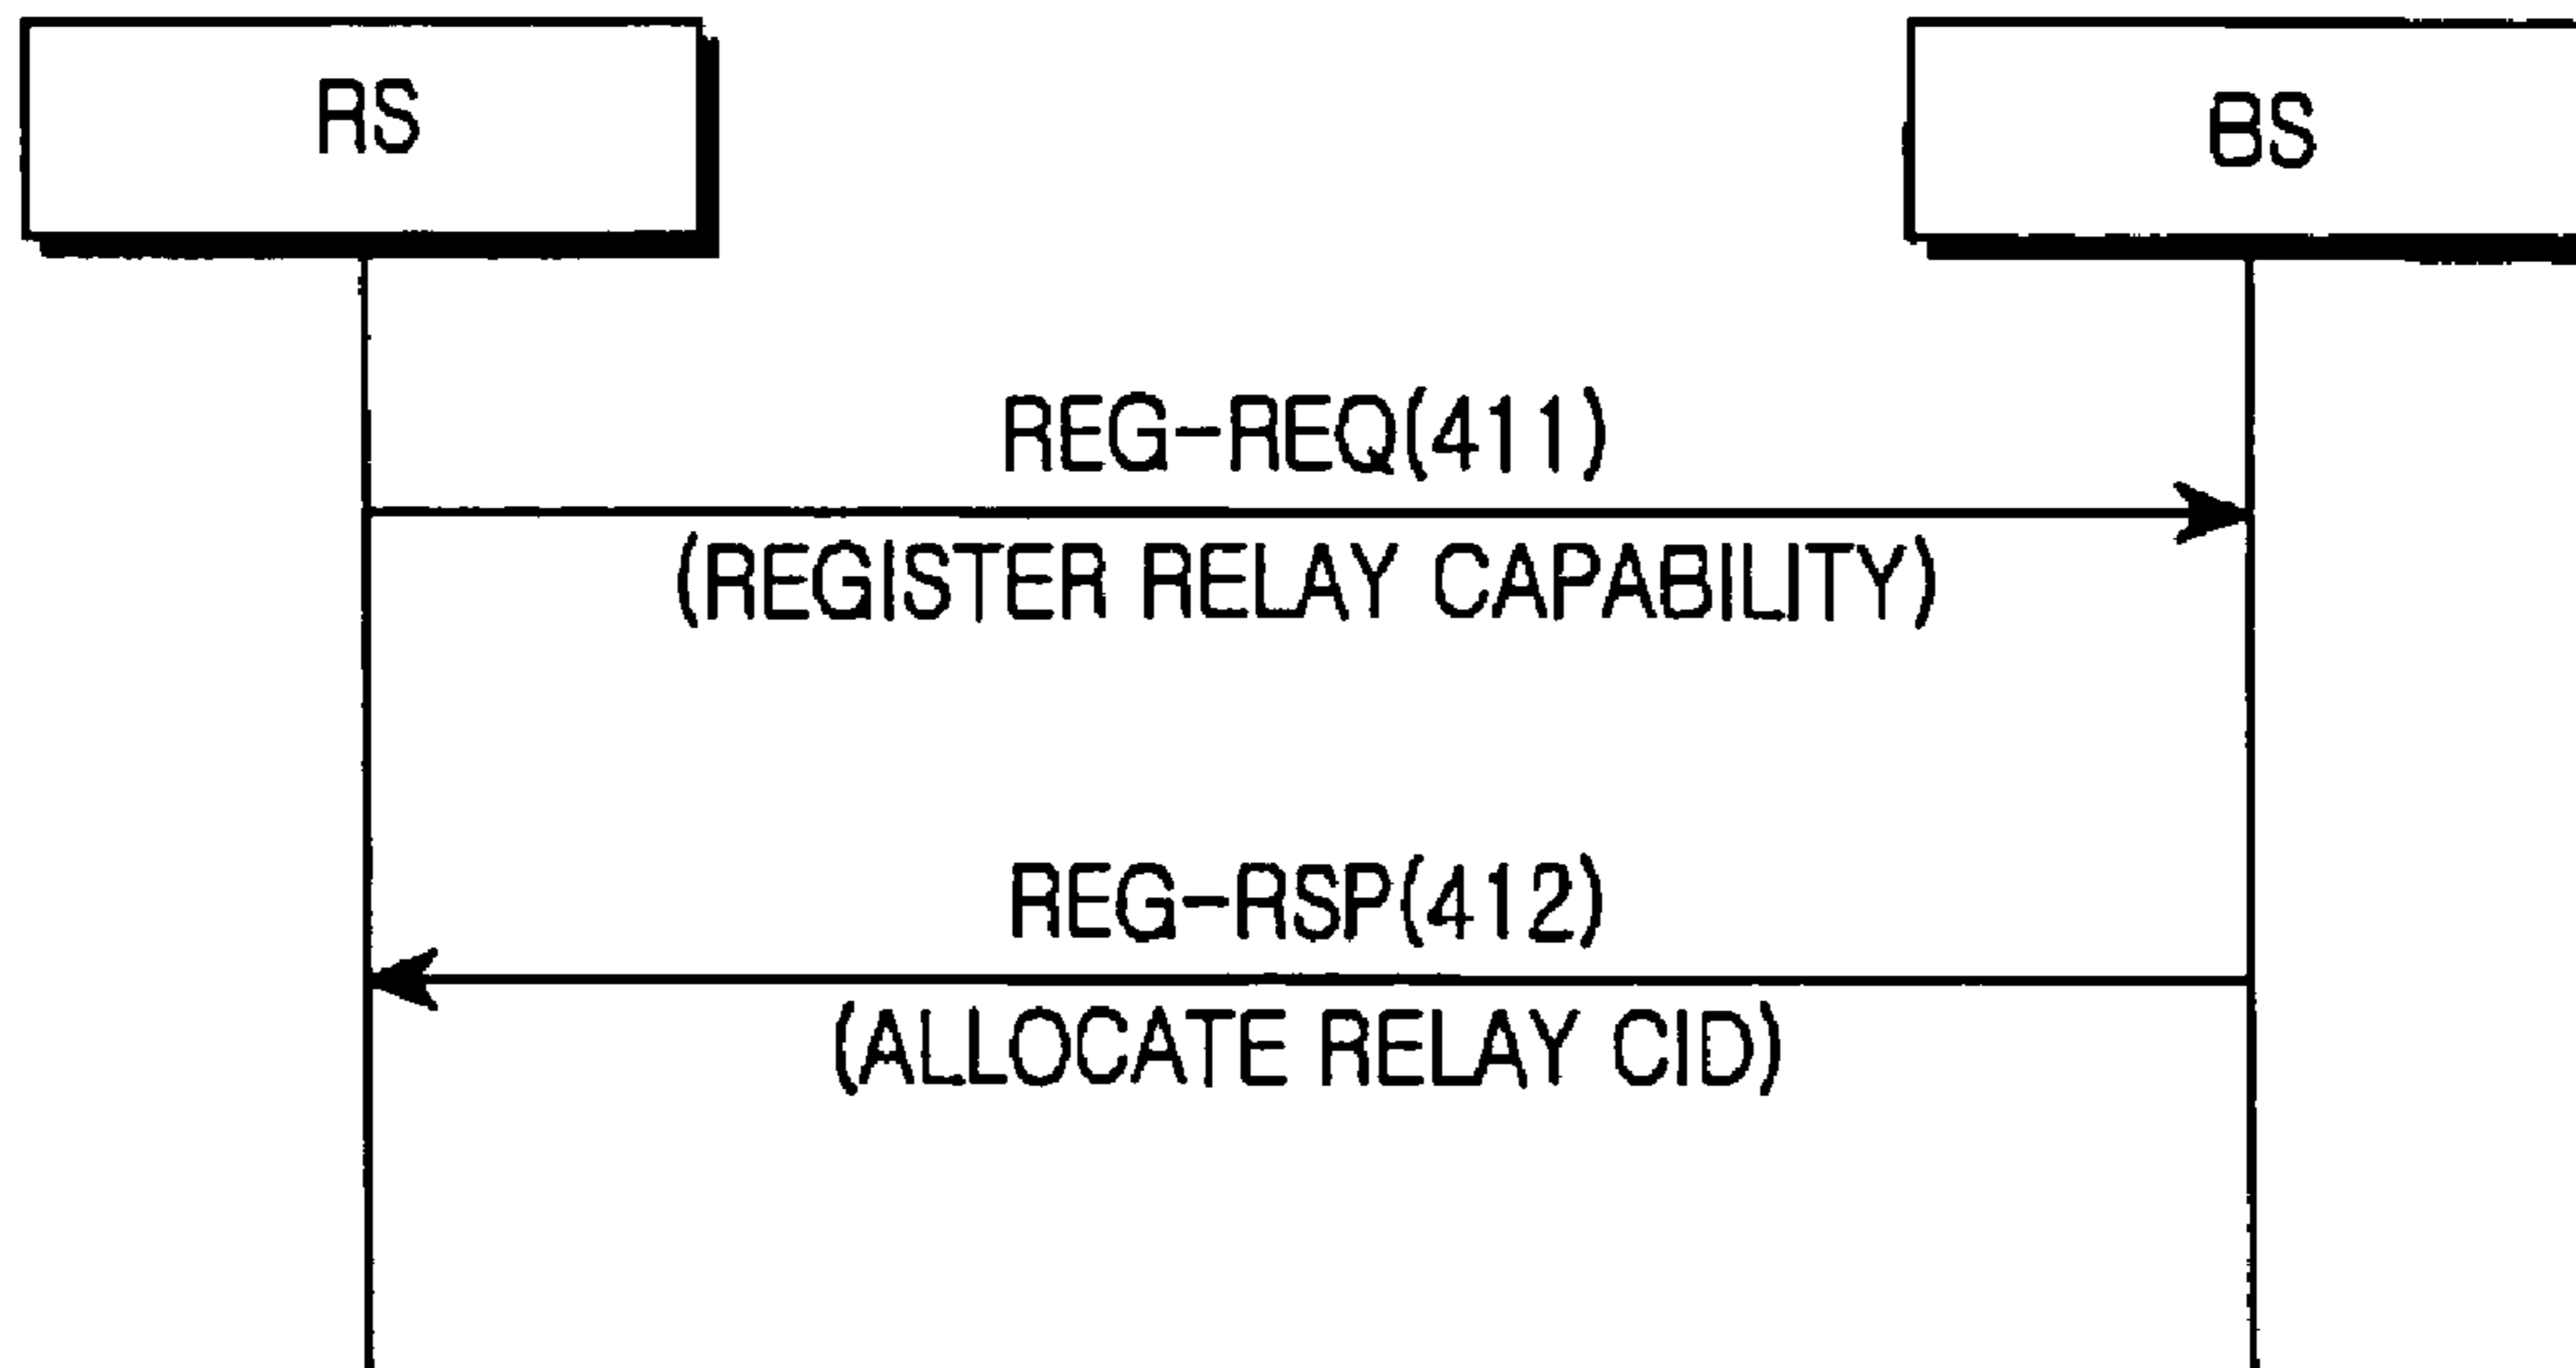 RS
BS
REG-REQ(411)
(REGISTER RELAY CAPABILITY)
REG-RSP(412)
(ALLOCATE RELAY CID)